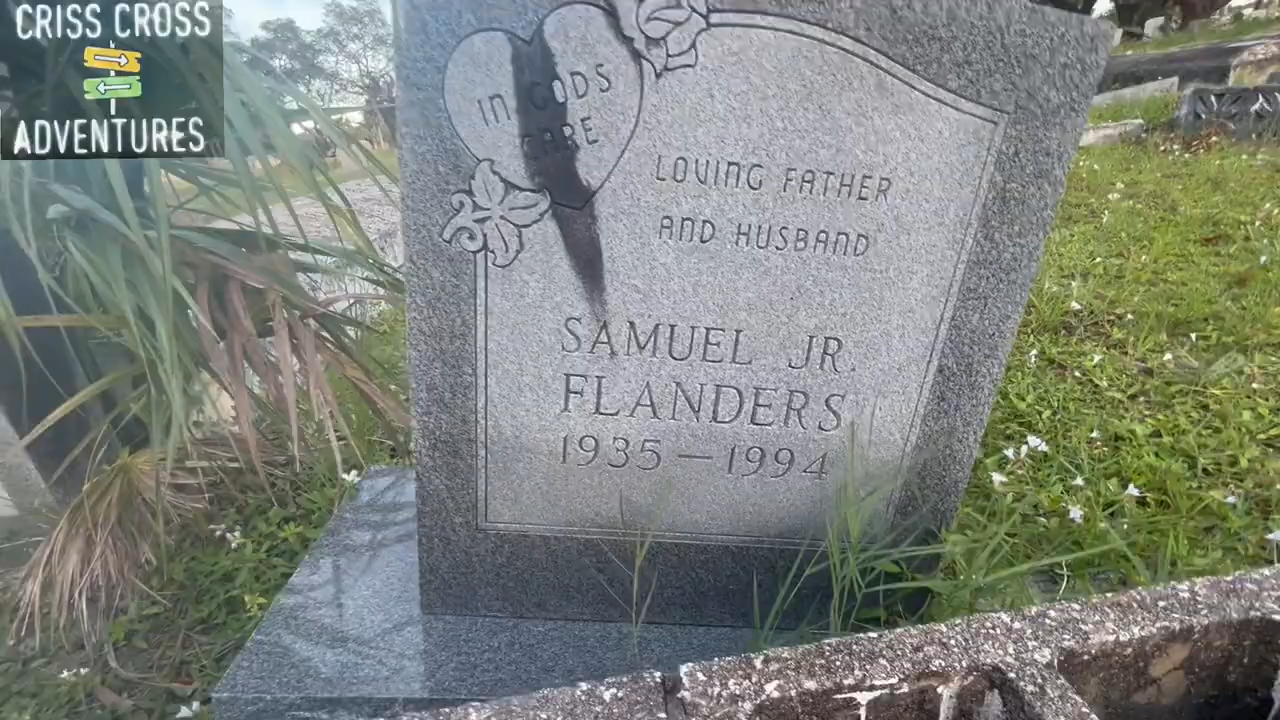 CRISS CROSS
ADVENTURES
IN GODS
CARE
LOVING FATHER
AND HUSBAND
SAMUEL JR.
FLANDERS
1935 — 1994